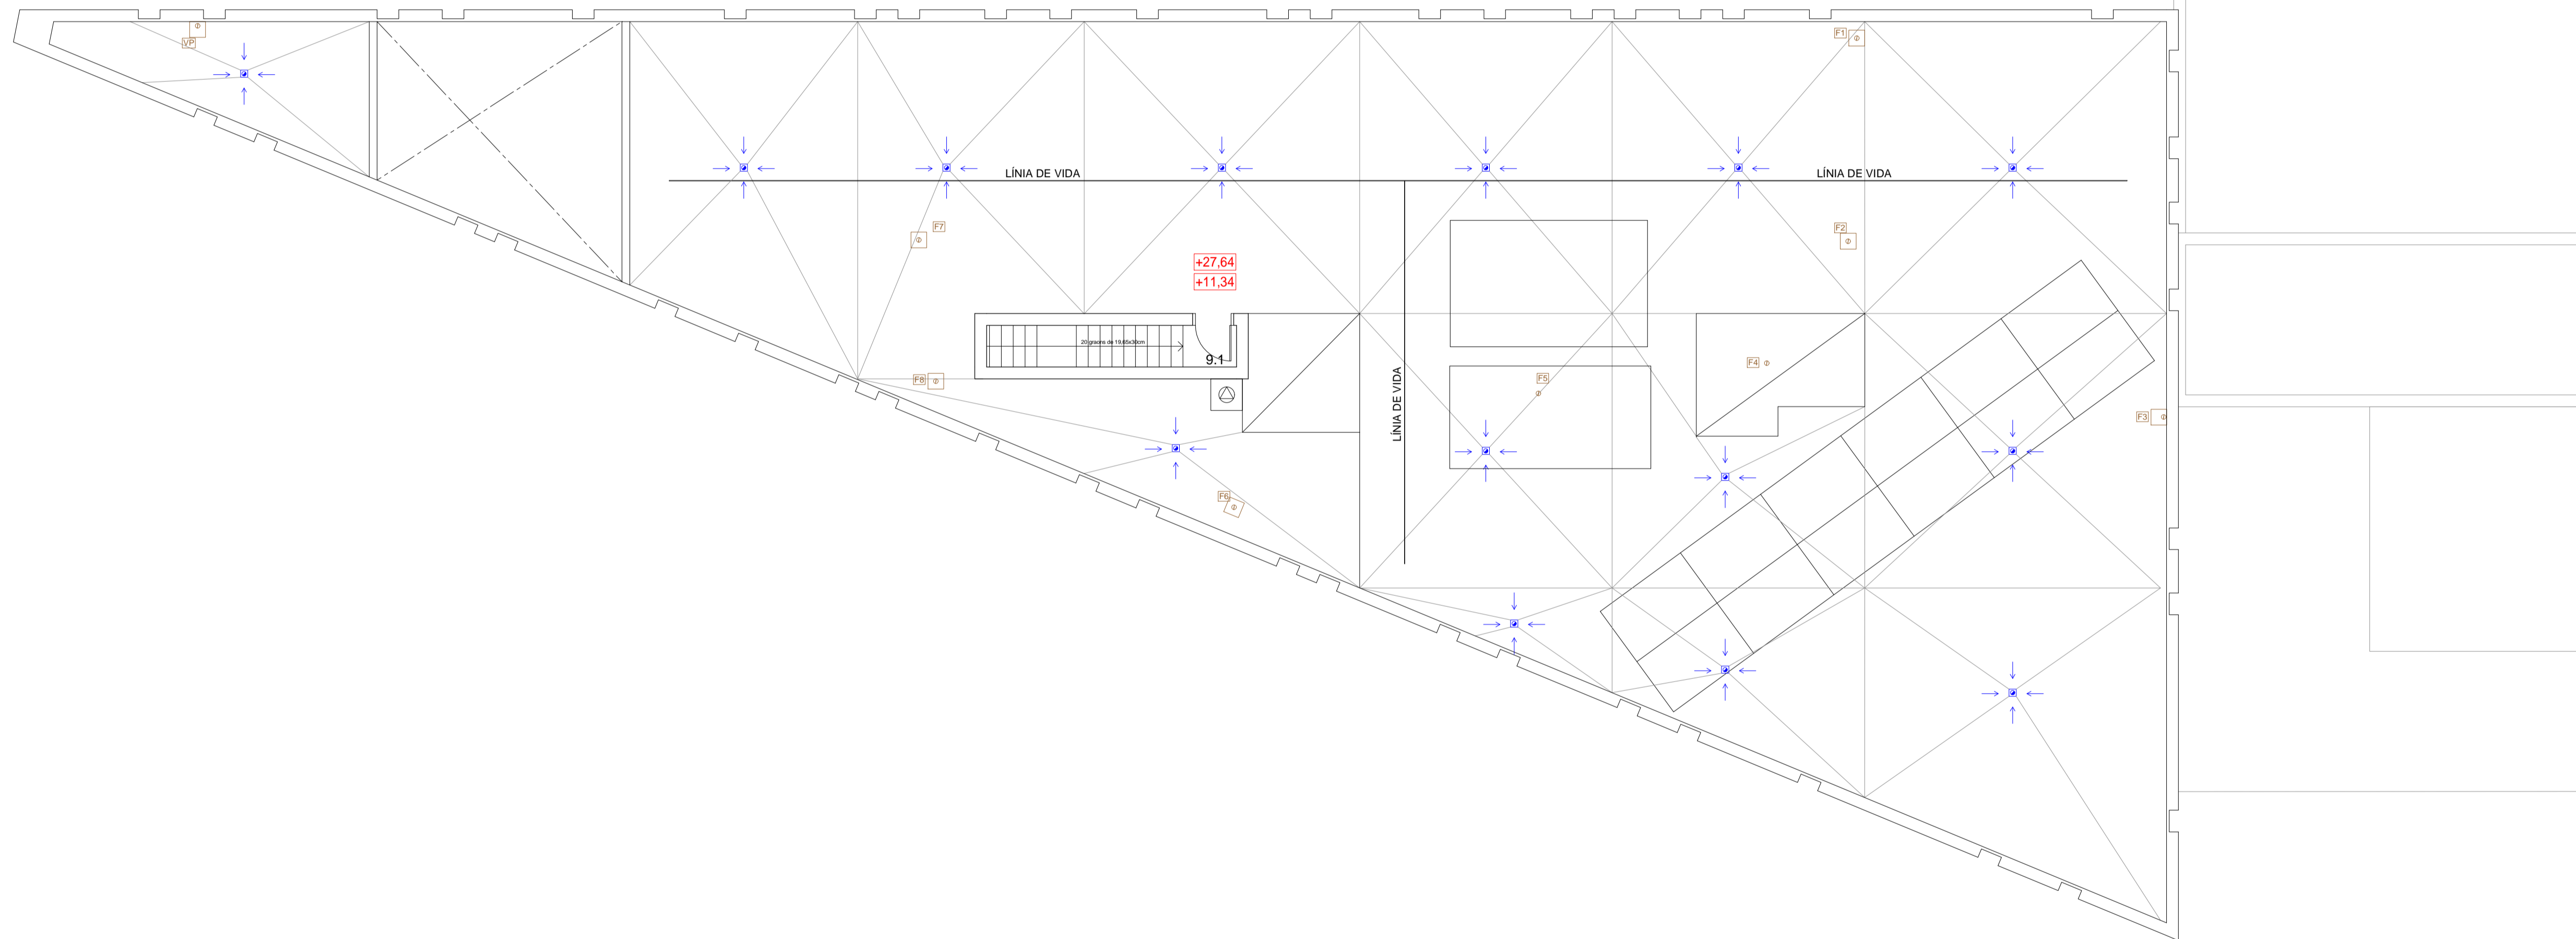 F1
VP
LÍNIA DE VIDA
LÍNIA DE VIDA
F7
F2
+27,64
+11,34
20 graons de 19,65x30cm
9.1
F4
F8
F5
LÍNIA DE VIDA
F3
F6